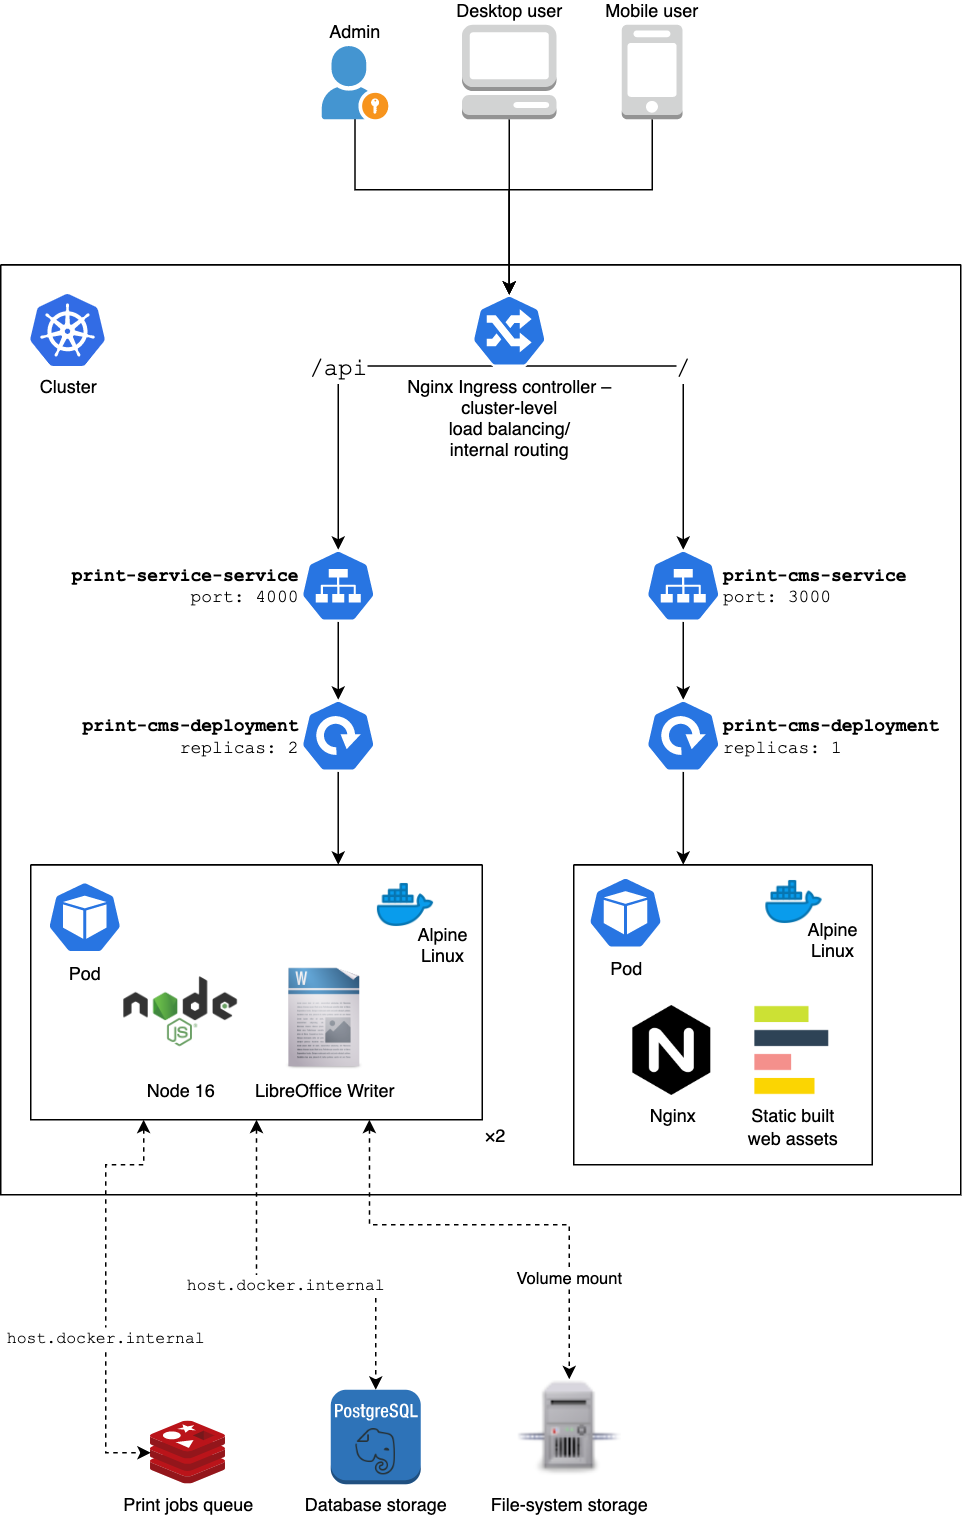 Desktop user
Mobile user
Admin
Cluster
/api
/
Nginx Ingress controller –
cluster-level
load balancing/
internal routing
print-service-service
port: 4000
print-cms-service
port: 3000
print-cms-deployment
replicas: 2
print-cms-deployment
replicas: 1
Pod
Alpine
Linux
node
JS
W
Node 16
LibreOffice Writer
×2
Pod
Alpine
Linux
N
Nginx
Static built
web assets
host.docker.internal
host.docker.internal
Volume mount
PostgreSQL
Print jobs queue
Database storage
File-system storage